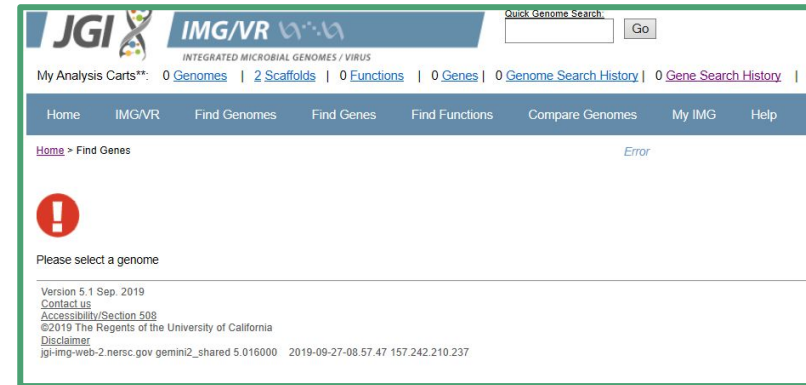 JGI IMG/VR
INTEGRATED MICROBIAL GENOMES / VIRUS
Quick Genome Search:
Go
My Analysis Carts**: 0 Genomes | 2 Scaffolds | 0 Functions | 0 Genes | 0 Genome Search History | 0 Gene Search History |
Home IMG/VR Find Genomes Find Genes Find Functions Compare Genomes My IMG Help
Home > Find Genes Error
!
Please select a genome
Version 5.1 Sep. 2019
Contact us
Accessibility/Section 508
©2019 The Regents of the University of California
Disclaimer
jgi-img-web-2.nersc.gov gemini2_shared 5.016000 2019-09-27-08.57.47 157.242.210.237